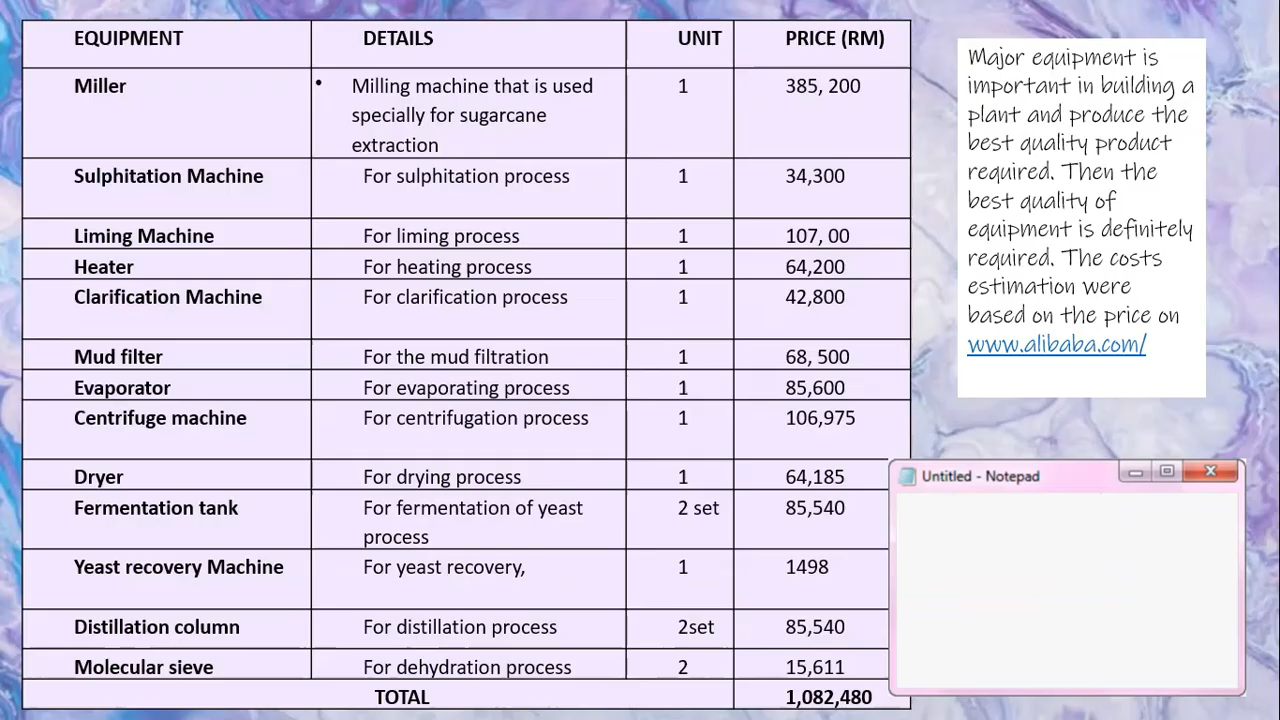 EQUIPMENT DETAILS UNIT PRICE (RM)
Miller • Milling machine that is used 1 385, 200
specially for sugarcane
extraction
Sulphitation Machine For sulphitation process 1 34,300
Liming Machine For liming process 1 107, 00
Heater For heating process 1 64,200
Clarification Machine For clarification process 1 42,800
Mud filter For the mud filtration 1 68, 500
Evaporator For evaporating process 1 85,600
Centrifuge machine For centrifugation process 1 106,975
Dryer For drying process 1 64,185
Fermentation tank For fermentation of yeast 2 set 85,540
process
Yeast recovery Machine For yeast recovery, 1 1498
Distillation column For distillation process 2set 85,540
Molecular sieve For dehydration process 2 15,611
TOTAL 1,082,480
Major equipment is
important in building a
plant and produce the
best quality product
required. Then the
best quality of
equipment is definitely
required. The costs
estimation were
based on the price on
www.alibaba.com/
Untitled - Notepad